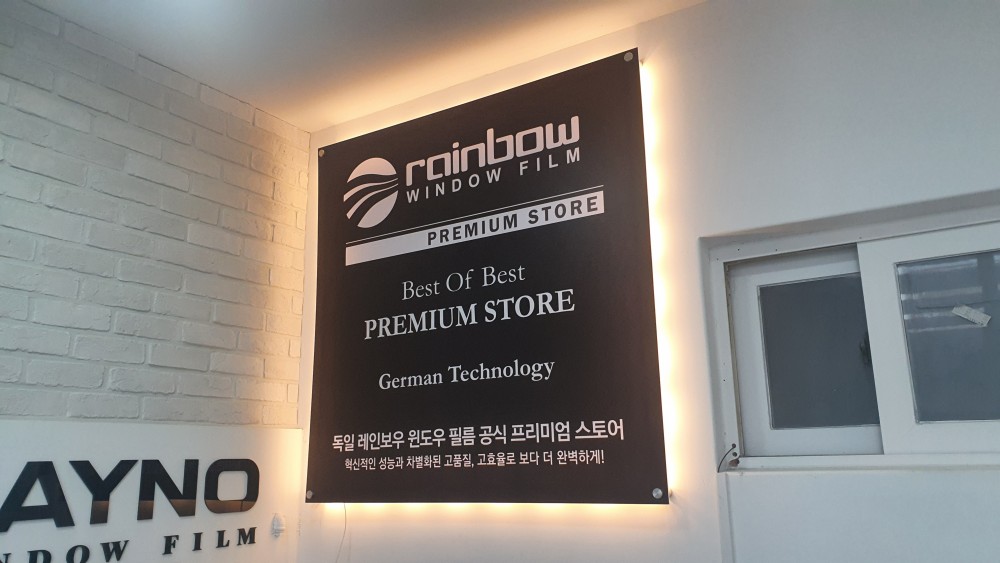 rainbow
WINDOW FILM
PREMIUM STORE
Best Of Best
PREMIUM STORE
German Technology
독일 레인보우 윈도우 필름 공식 프리미엄 스토어
혁신적인 성능과 차별화된 고품질, 고효율로 보다 더 완벽하게!
AYNO
NDOW FILM